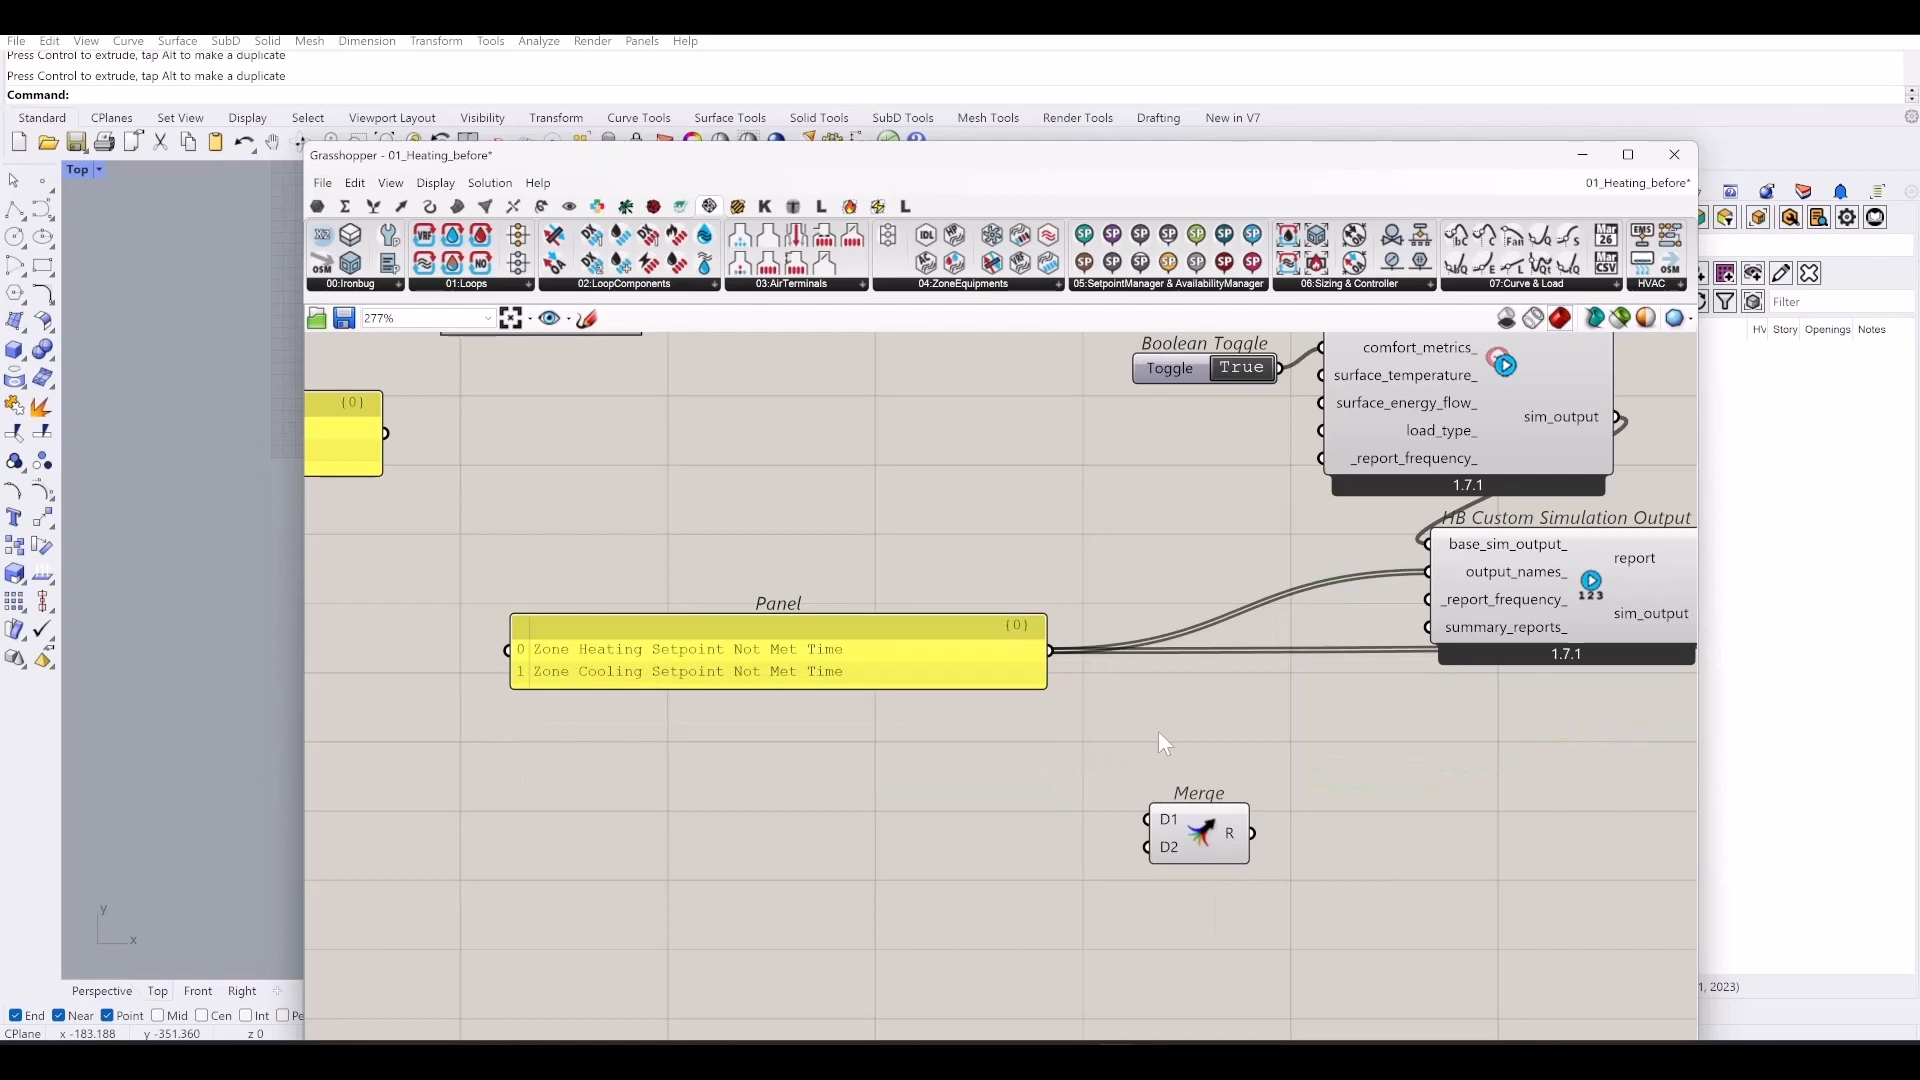 File Edit View Curve Surface SubD Solid Mesh Dimension Transform Tools Analyze Render Panels Help
Press Control to extrude, tap Alt to make a duplicate
Press Control to extrude, tap Alt to make a duplicate
Command:
Standard CPlanes Set View Display Select Viewport Layout Visibility Transform Curve Tools Surface Tools Solid Tools SubD Tools Mesh Tools Render Tools Drafting New in V7
Top
Grasshopper - 01_Heating_before*
File Edit View Display Solution Help
01_Heating_before*
00:Ironbug 01:Loops 02:LoopComponents 03:AirTerminals 04:ZoneEquipments 05:SetpointManager & AvailabilityManager 06:Sizing & Controller 07:Curve & Load HVAC
277%
Filter
HV Story Openings Notes
Boolean Toggle
Toggle True
comfort_metrics_
surface_temperature_
surface_energy_flow_
load_type_
_report_frequency_
sim_output
1.7.1
{0}
HB Custom Simulation Output
base_sim_output_
output_names_
_report_frequency_
summary_reports_
report
sim_output
1.7.1
Panel
{0}
0 Zone Heating Setpoint Not Met Time
1 Zone Cooling Setpoint Not Met Time
Merge
D1
D2
R
y
x
Perspective Top Front Right
1, 2023)
End Near Point Mid Cen Int Pe
CPlane x -183.188 y -351.360 z 0